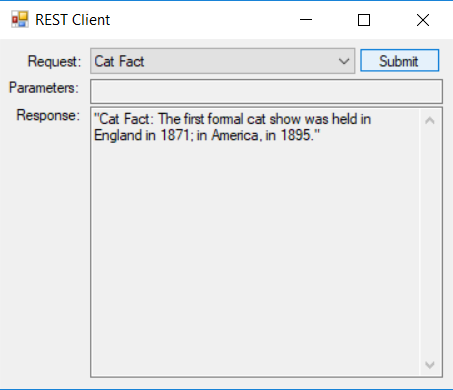 REST Client
Request: Cat Fact Submit
Parameters:
Response: "Cat Fact: The first formal cat show was held in
England in 1871; in America, in 1895."